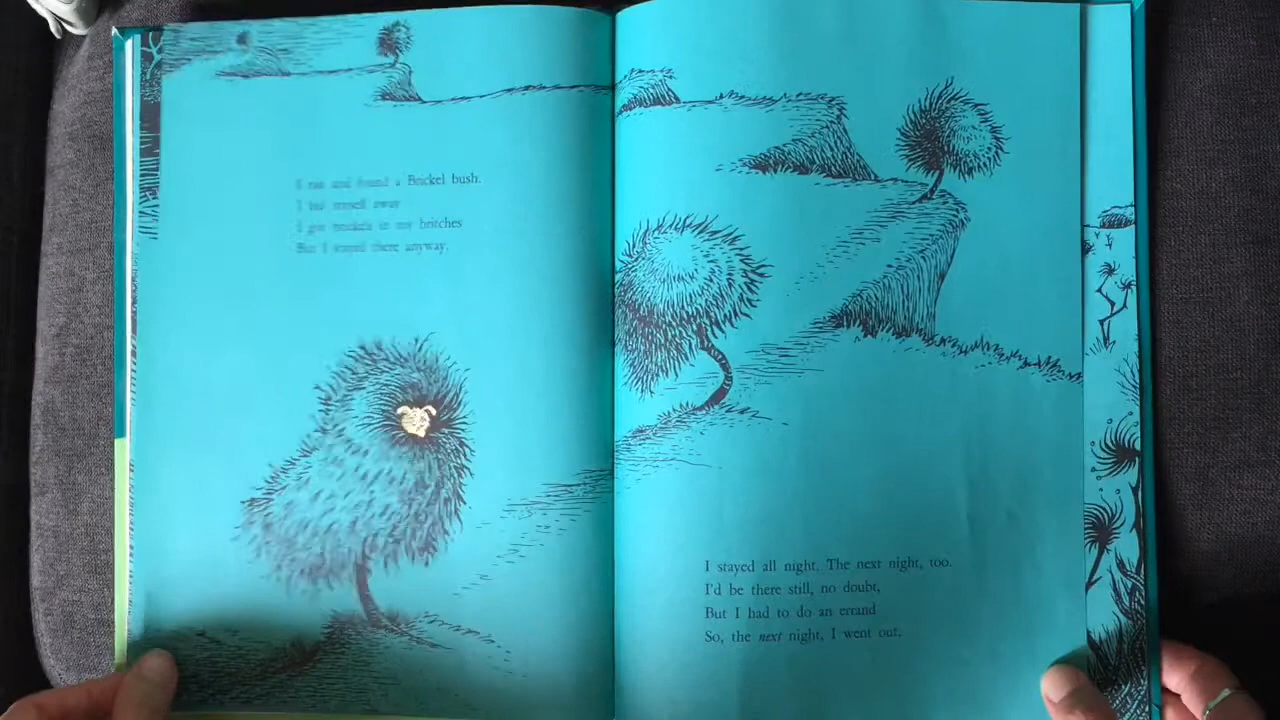 I ran and found a Brickel bush.
I hid myself away.
I got brickels in my britches
But I stayed there anyway.
I stayed all night. The next night, too.
I'd be there still, no doubt,
But I had to do an errand
So, the next night, I went out.